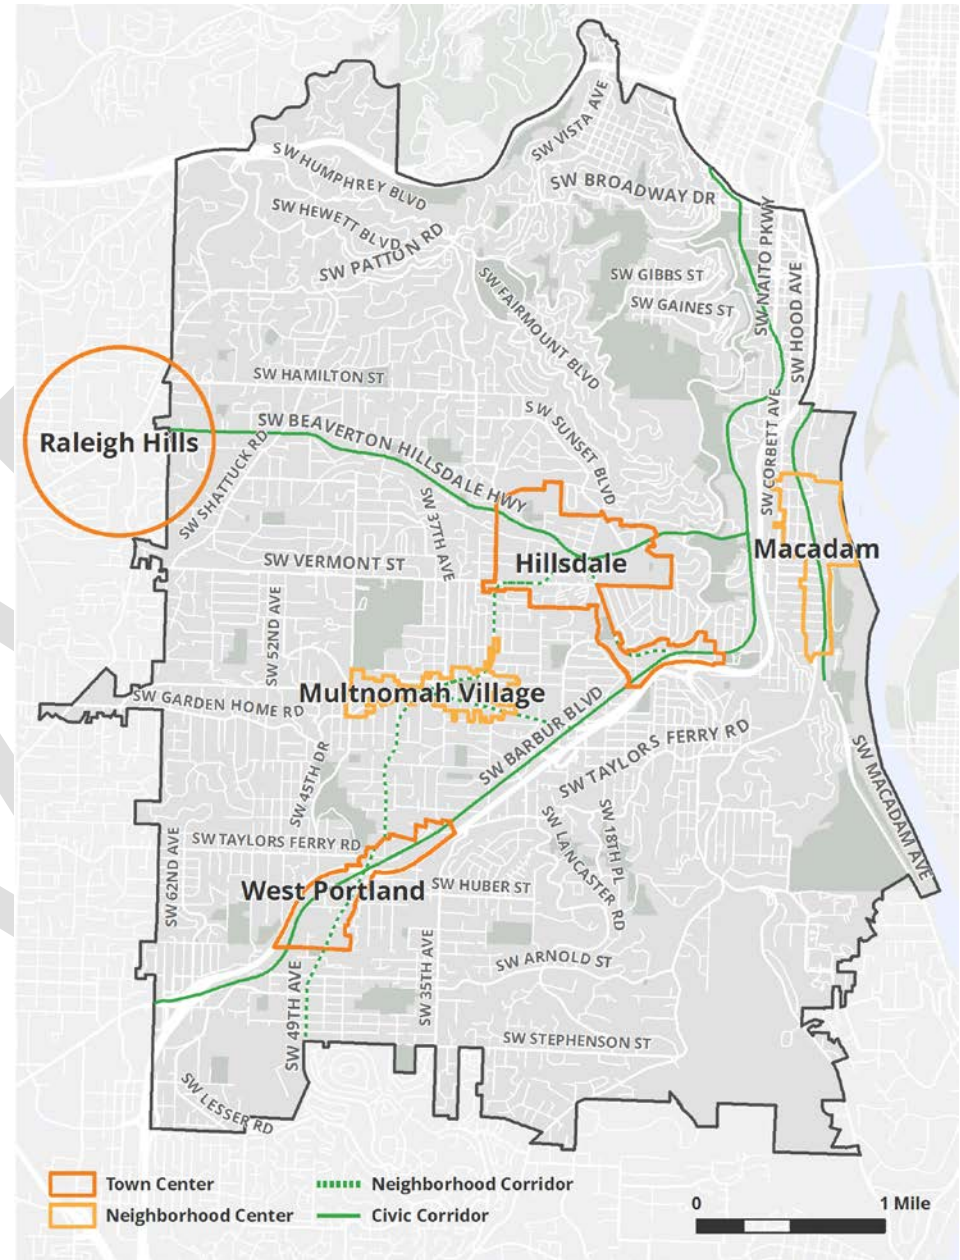 SW VISTA AVE
SW HUMPHREY BLVD
SW BROADWAY DR
SW HEWETT BLVD
SW PATTON RD
SW NAITO PKWY
SW GIBBS ST
SW FAIRMOUNT BLVD
SW GAINES ST
SW HOOD AVE
SW HAMILTON ST
SW BEAVERTON HILLSDALE HWY
SW SUNSET BLVD
SW CORBETT AVE
Raleigh Hills
SW SHATTUCK RD
SW 37TH AVE
Macadam
Hillsdale
SW VERMONT ST
SW 52ND AVE
Multnomah Village
SW GARDEN HOME RD
SW BARBUR BLVD
SW TAYLORS FERRY RD
SW 45TH DR
SW MACADAM AVE
SW LANCASTER RD
SW 18TH PL
SW TAYLORS FERRY RD
SW 62ND AVE
West Portland
SW HUBER ST
SW 35TH AVE
SW ARNOLD ST
SW 49TH AVE
SW STEPHENSON ST
SW LESSER RD
Town Center
Neighborhood Corridor
Neighborhood Center
Civic Corridor
0 1 Mile